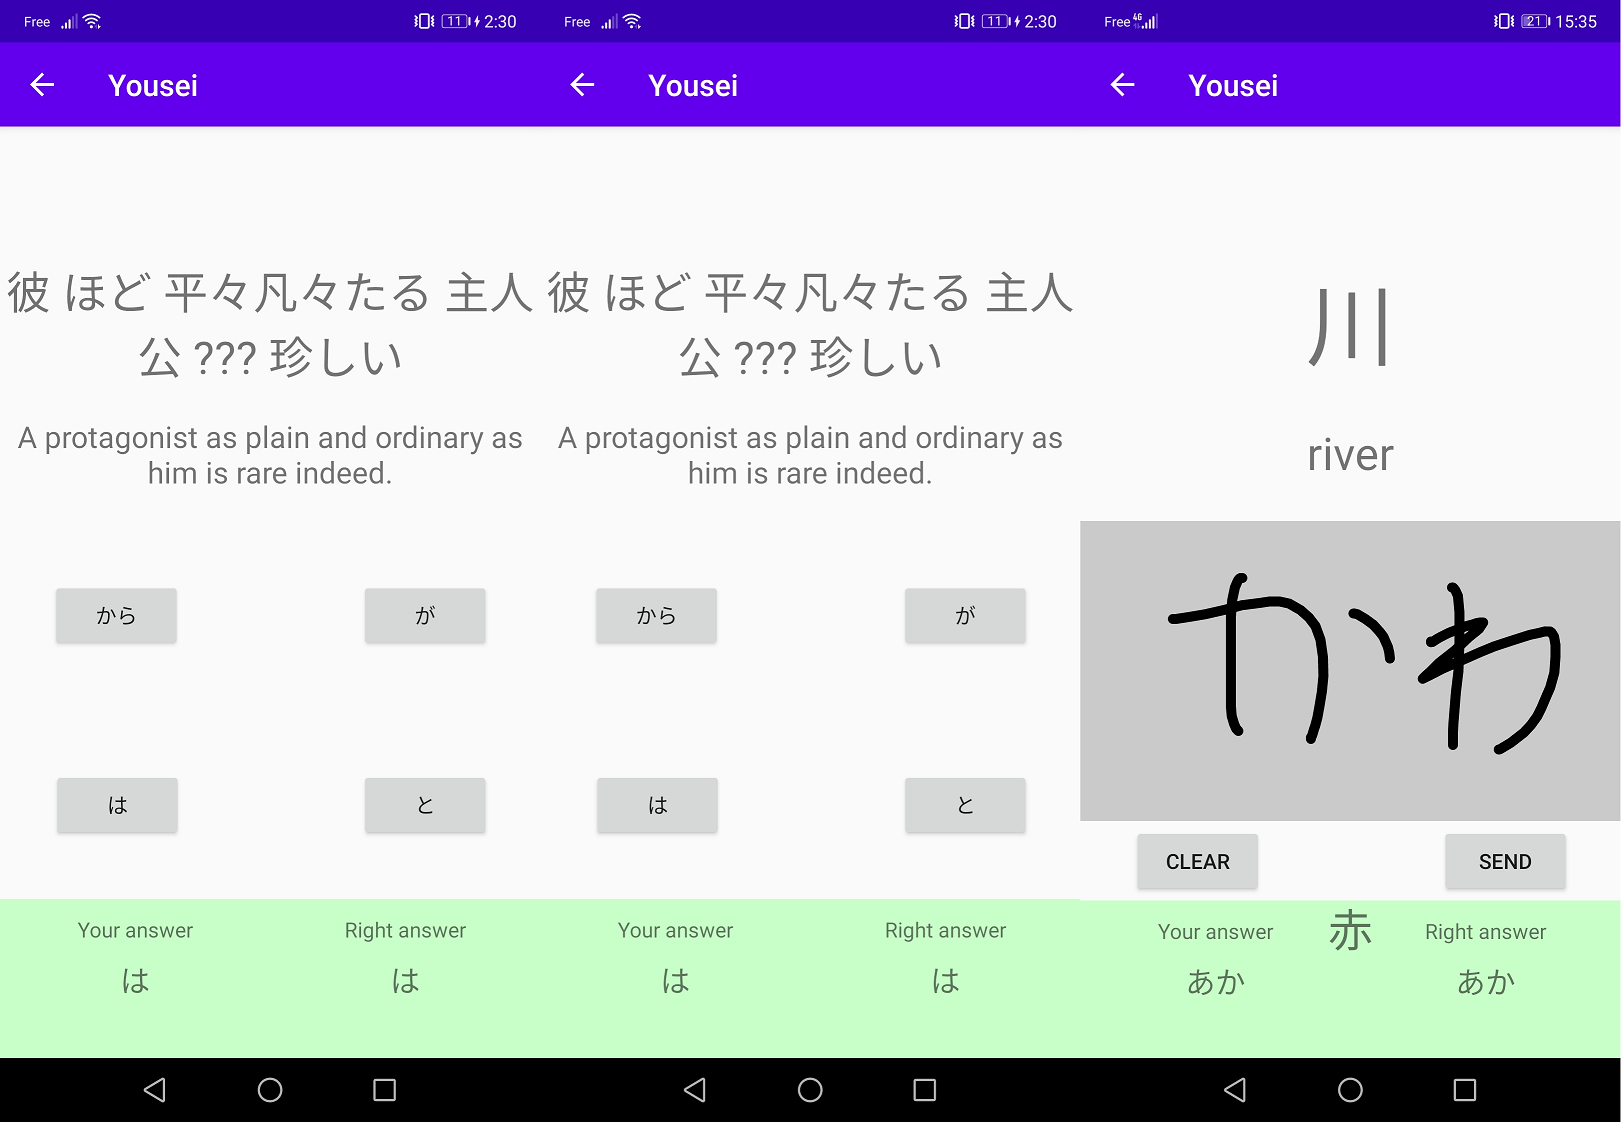 Free 11 2:30
Yousei
彼 ほど 平々凡々たる 主人
公 ??? 珍しい
A protagonist as plain and ordinary as
him is rare indeed.
から が
は と
Your answer Right answer
は は
Free 11 2:30
Yousei
彼 ほど 平々凡々たる 主人
公 ??? 珍しい
A protagonist as plain and ordinary as
him is rare indeed.
から が
は と
Your answer Right answer
は は
Free 4G 21 15:35
Yousei
川
river
かわ
CLEAR SEND
Your answer 赤 Right answer
あか あか